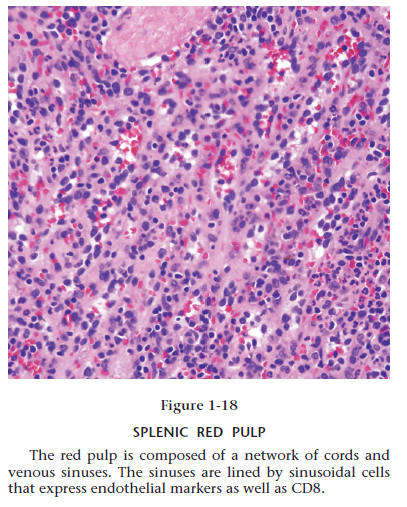 Figure 1-18
SPLENIC RED PULP
The red pulp is composed of a network of cords and
venous sinuses. The sinuses are lined by sinusoidal cells
that express endothelial markers as well as CD8.